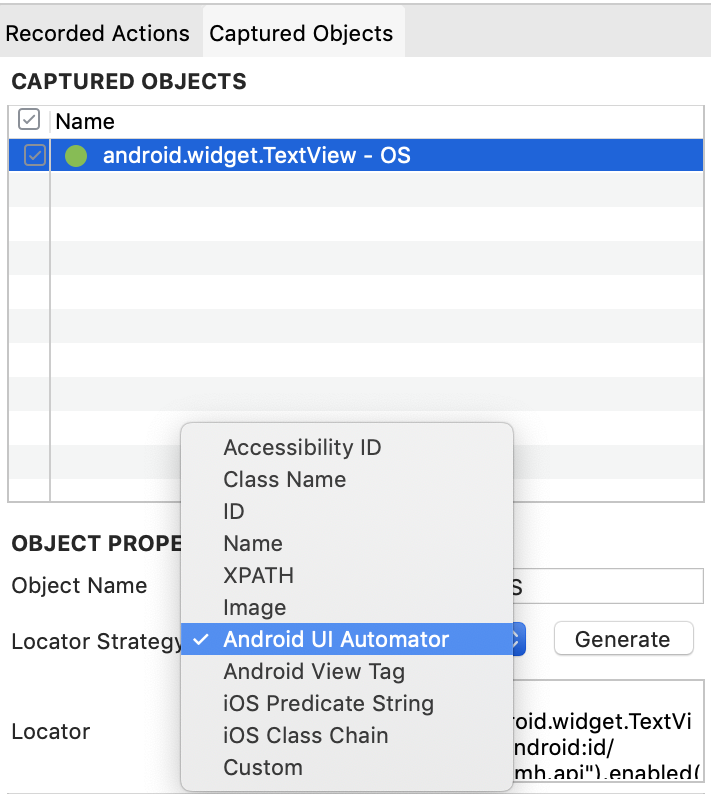 Recorded Actions Captured Objects
CAPTURED OBJECTS
Name
android.widget.TextView - OS
Accessibility ID
Class Name
ID
OBJECT PROPE
Name
XPATH
Object Name
S
Image
Locator Strategy
Android UI Automator
Generate
Android View Tag
iOS Predicate String
roid.widget.TextVi
Locator
iOS Class Chain
ndroid:id/
Custom
mh.api").enabled(